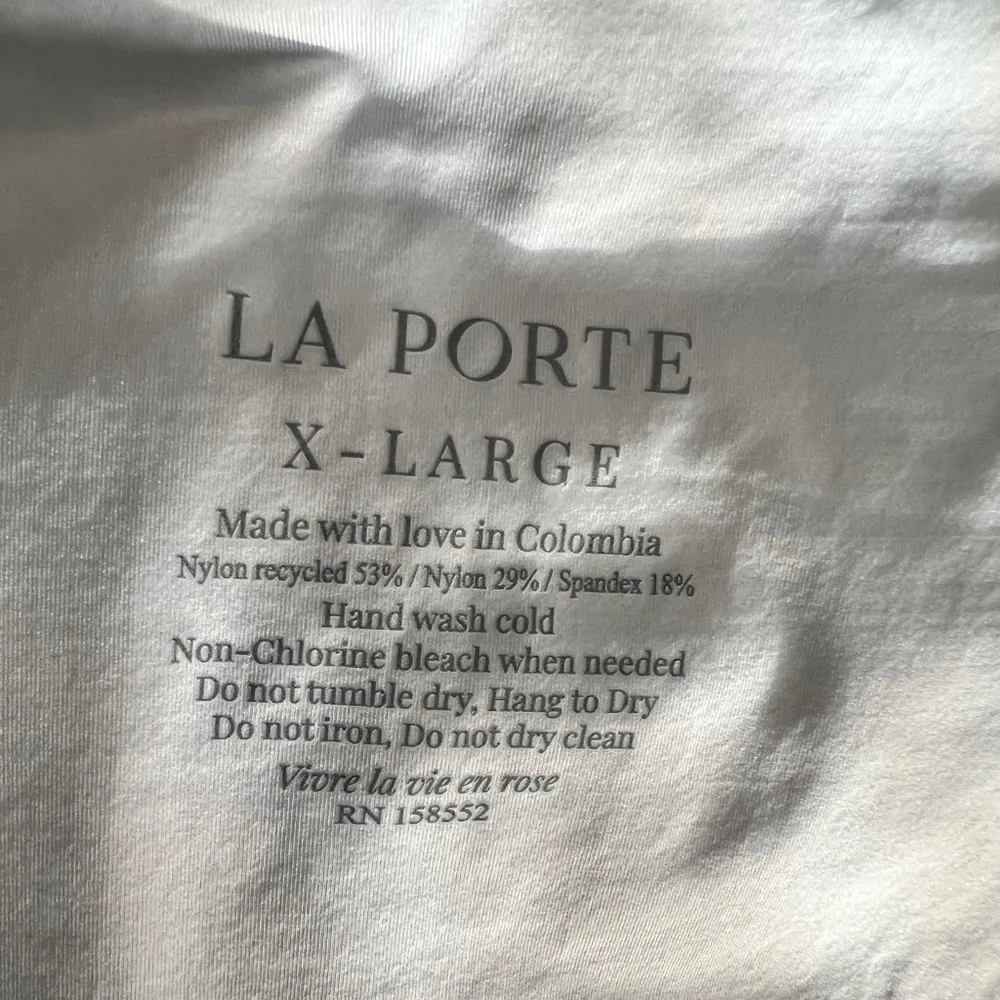 LA PORTE
X-LARGE
Made with love in Colombia
Nylon recycled 53% / Nylon 29% / Spandex 18%
Hand wash cold
Non-Chlorine bleach when needed
Do not tumble dry, Hang to Dry
Do not iron, Do not dry clean
Vivre la vie en rose
RN 158552